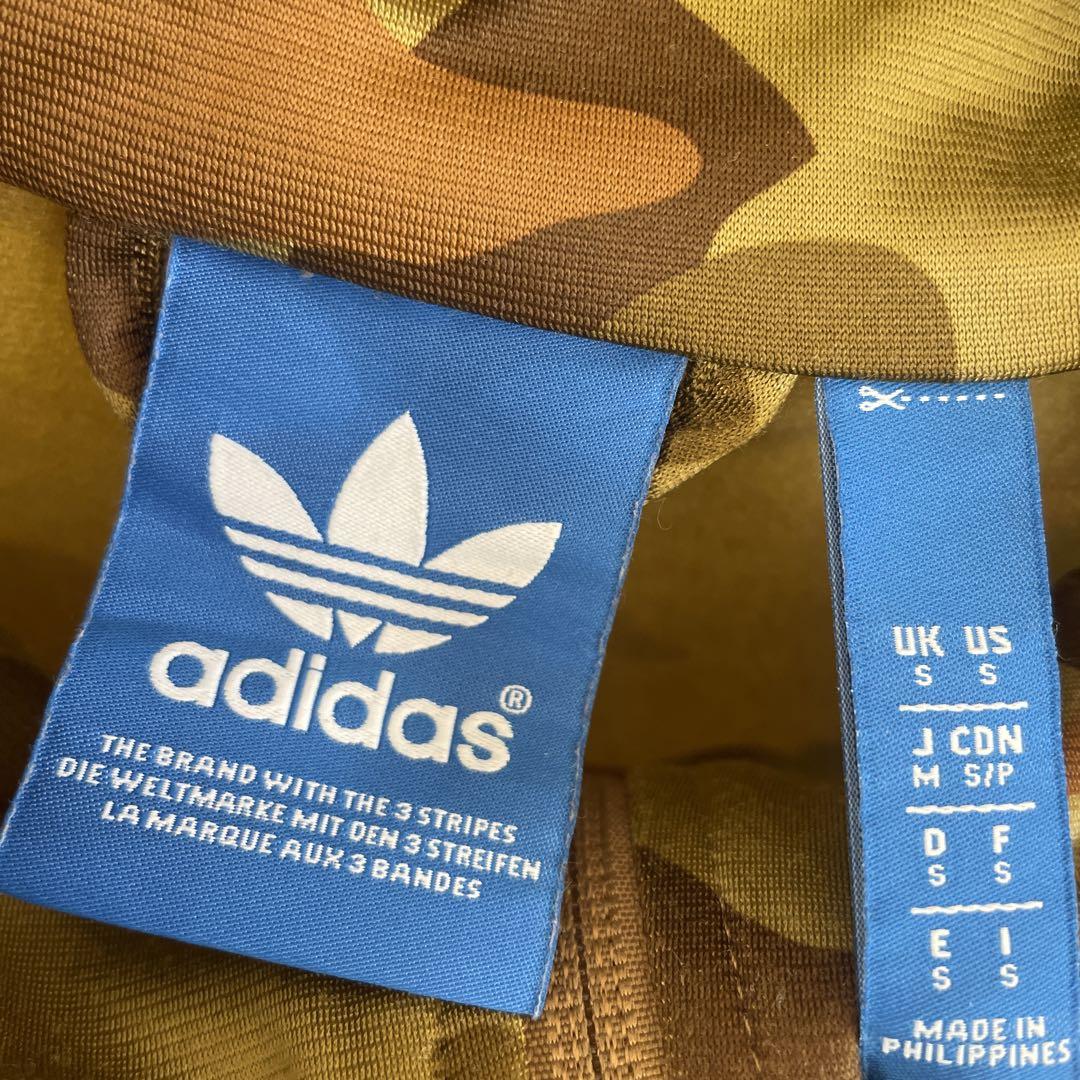 adidas®
THE BRAND WITH THE 3 STRIPES
DIE WELTMARKE MIT DEN 3 STREIFEN
LA MARQUE AUX 3 BANDES
UK US
S S
J CDN
M S/P
D F
S S
E I
S S
MADE IN
PHILIPPINES